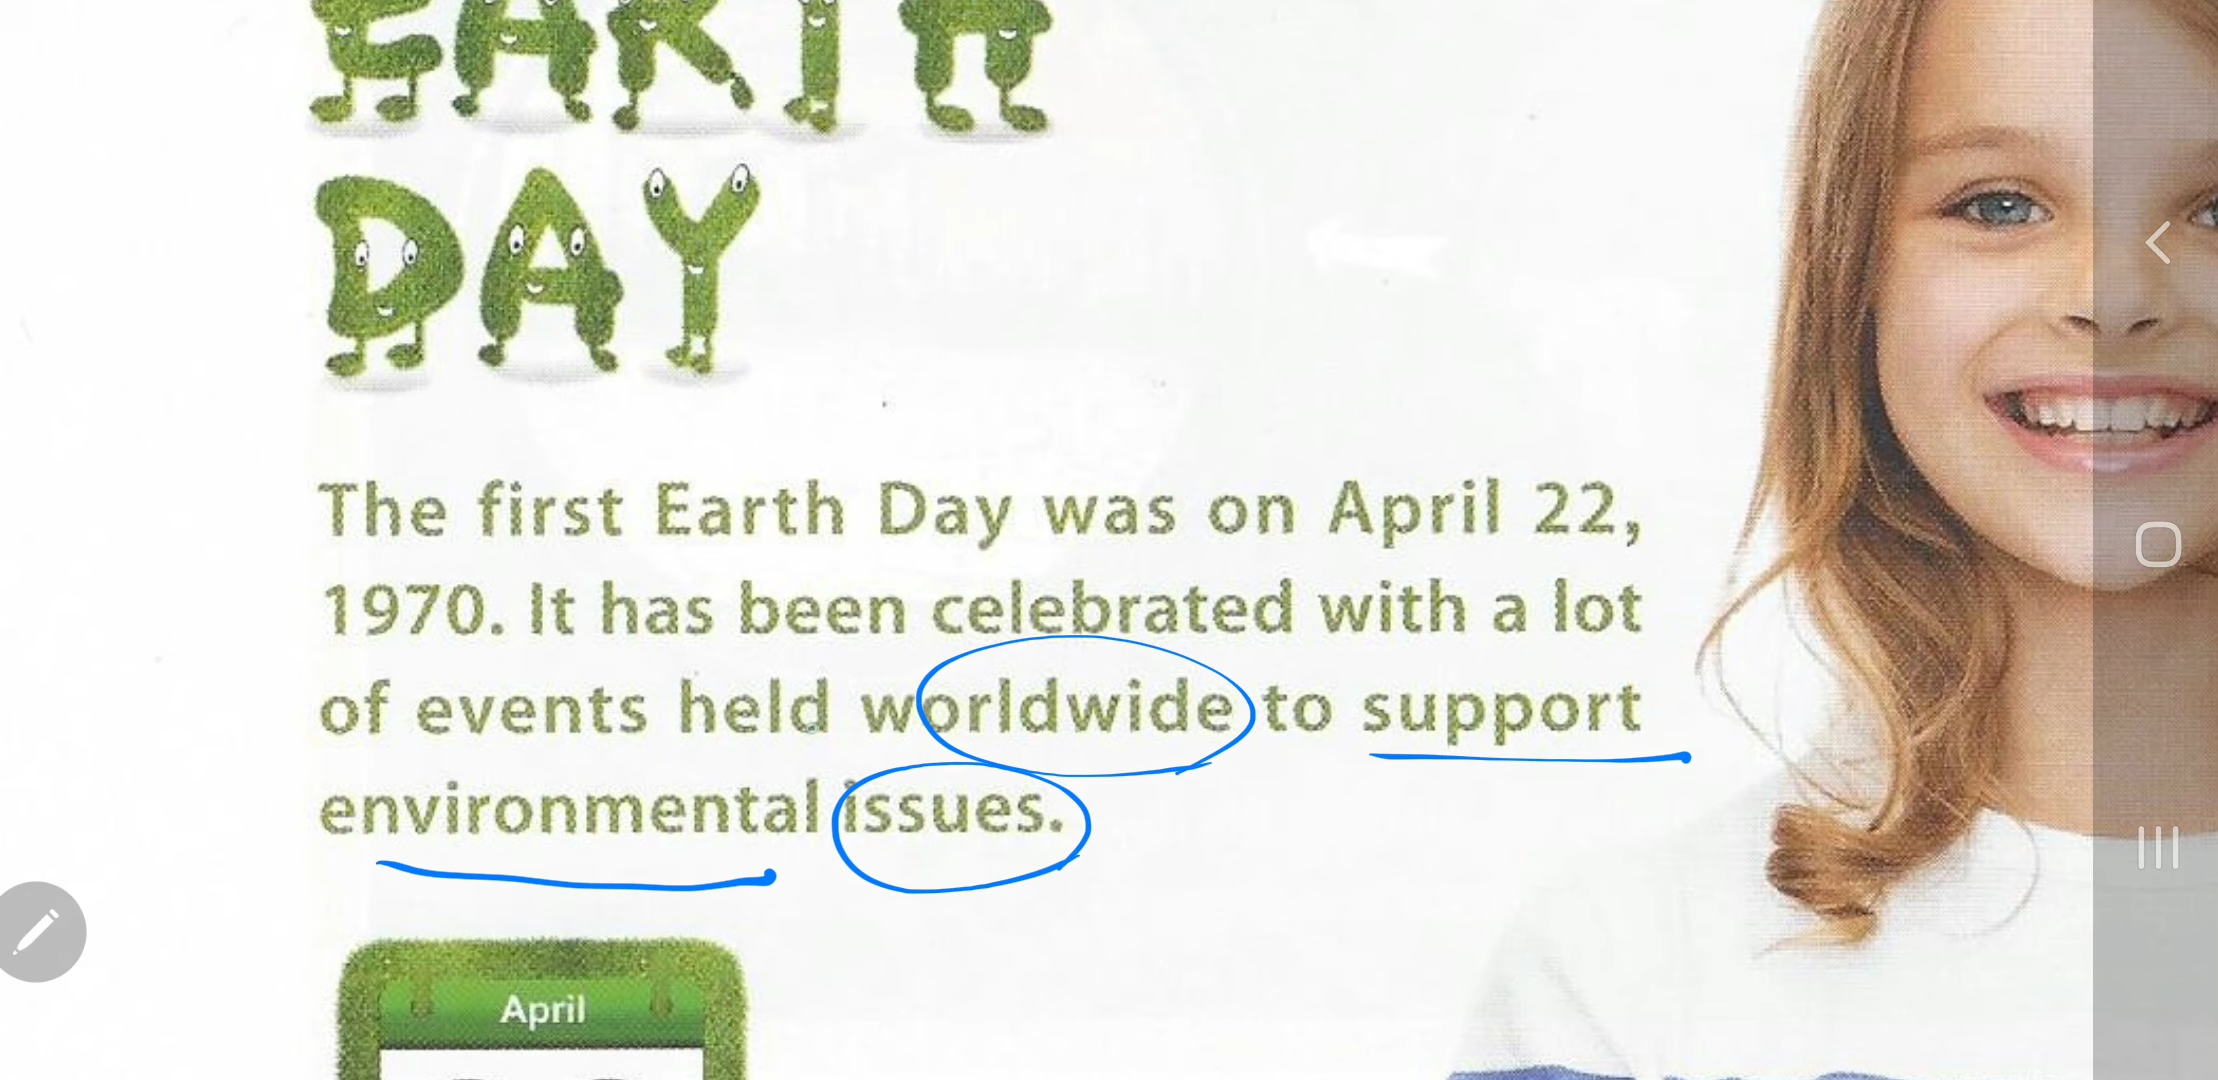 EARTH
DAY
The first Earth Day was on April 22,
1970. It has been celebrated with a lot
of events held worldwide to support
environmental issues.
April